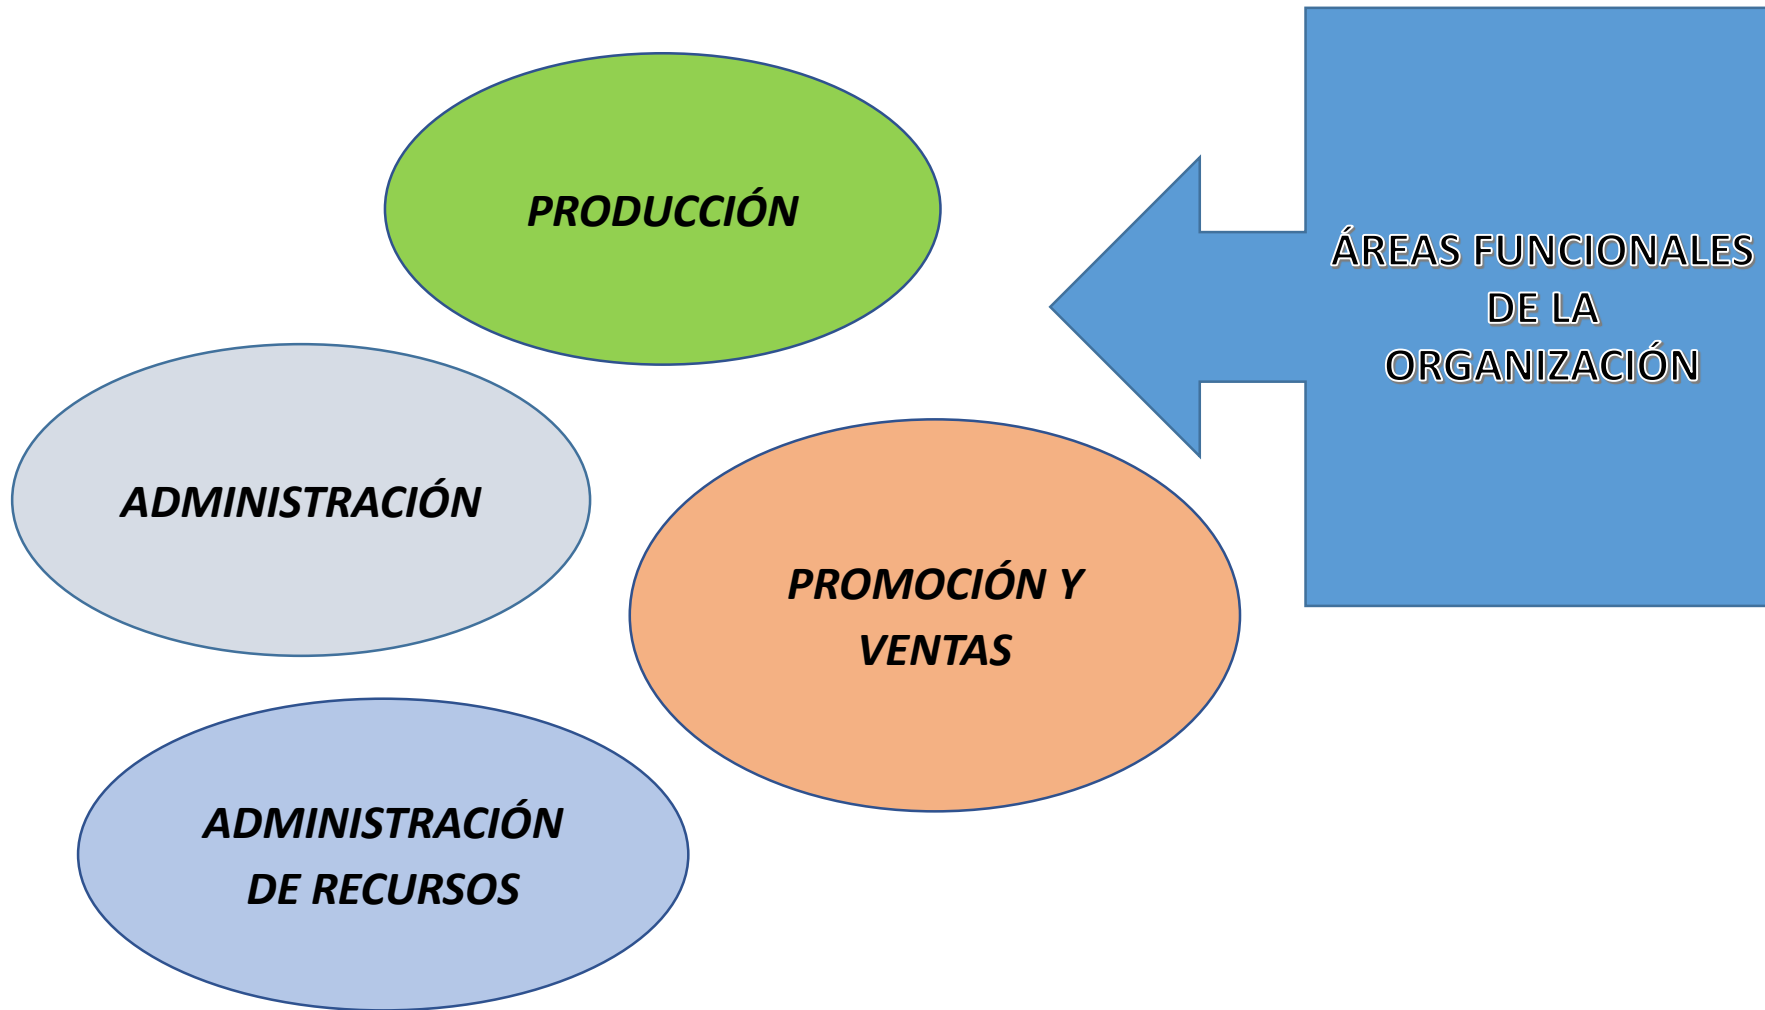 PRODUCCIÓN
ÁREAS FUNCIONALES
DE LA
ORGANIZACIÓN
ADMINISTRACIÓN
PROMOCIÓN Y
VENTAS
ADMINISTRACIÓN
DE RECURSOS